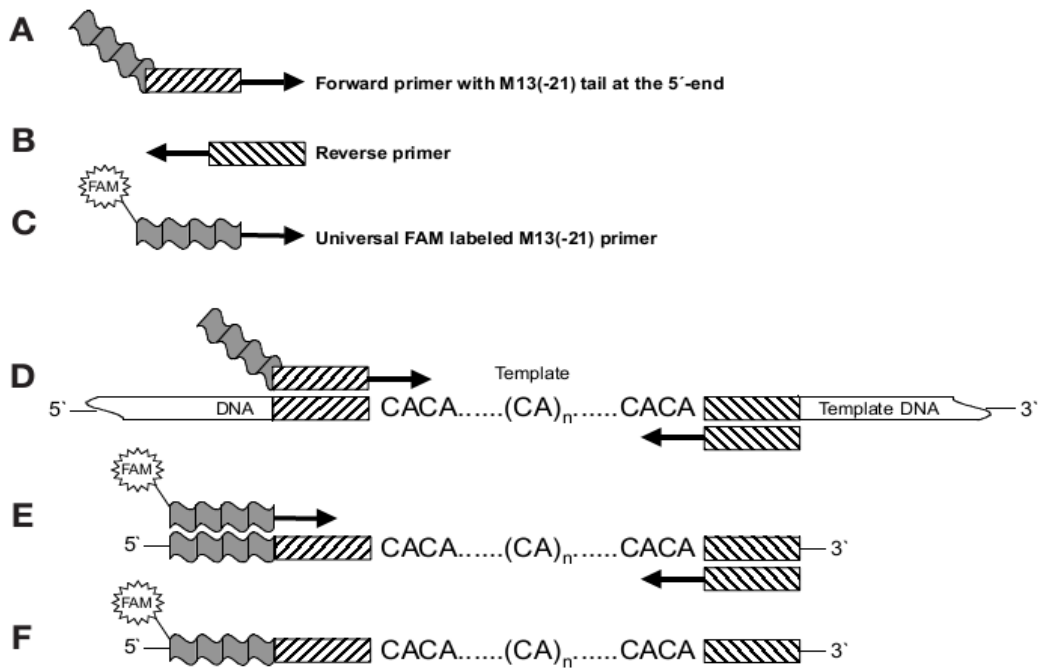 A
Forward primer with M13(-21) tail at the 5´-end
B
Reverse primer
FAM
C
Universal FAM labeled M13(-21) primer
D
Template
5` DNA CACA......(CA)n......CACA Template DNA 3`
FAM
E
5` CACA......(CA)n......CACA 3`
FAM
F
5` CACA......(CA)n......CACA 3`